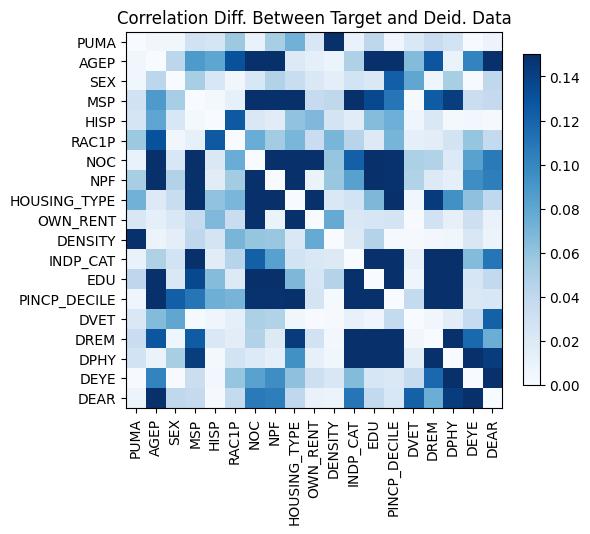 Correlation Diff. Between Target and Deid. Data
PUMA
AGEP
SEX
MSP
HISP
RAC1P
NOC
NPF
HOUSING_TYPE
OWN_RENT
DENSITY
INDP_CAT
EDU
PINCP_DECILE
DVET
DREM
DPHY
DEYE
DEAR
PUMA
AGEP
SEX
MSP
HISP
RAC1P
NOC
NPF
HOUSING_TYPE
OWN_RENT
DENSITY
INDP_CAT
EDU
PINCP_DECILE
DVET
DREM
DPHY
DEYE
DEAR
0.14
0.12
0.10
0.08
0.06
0.04
0.02
0.00